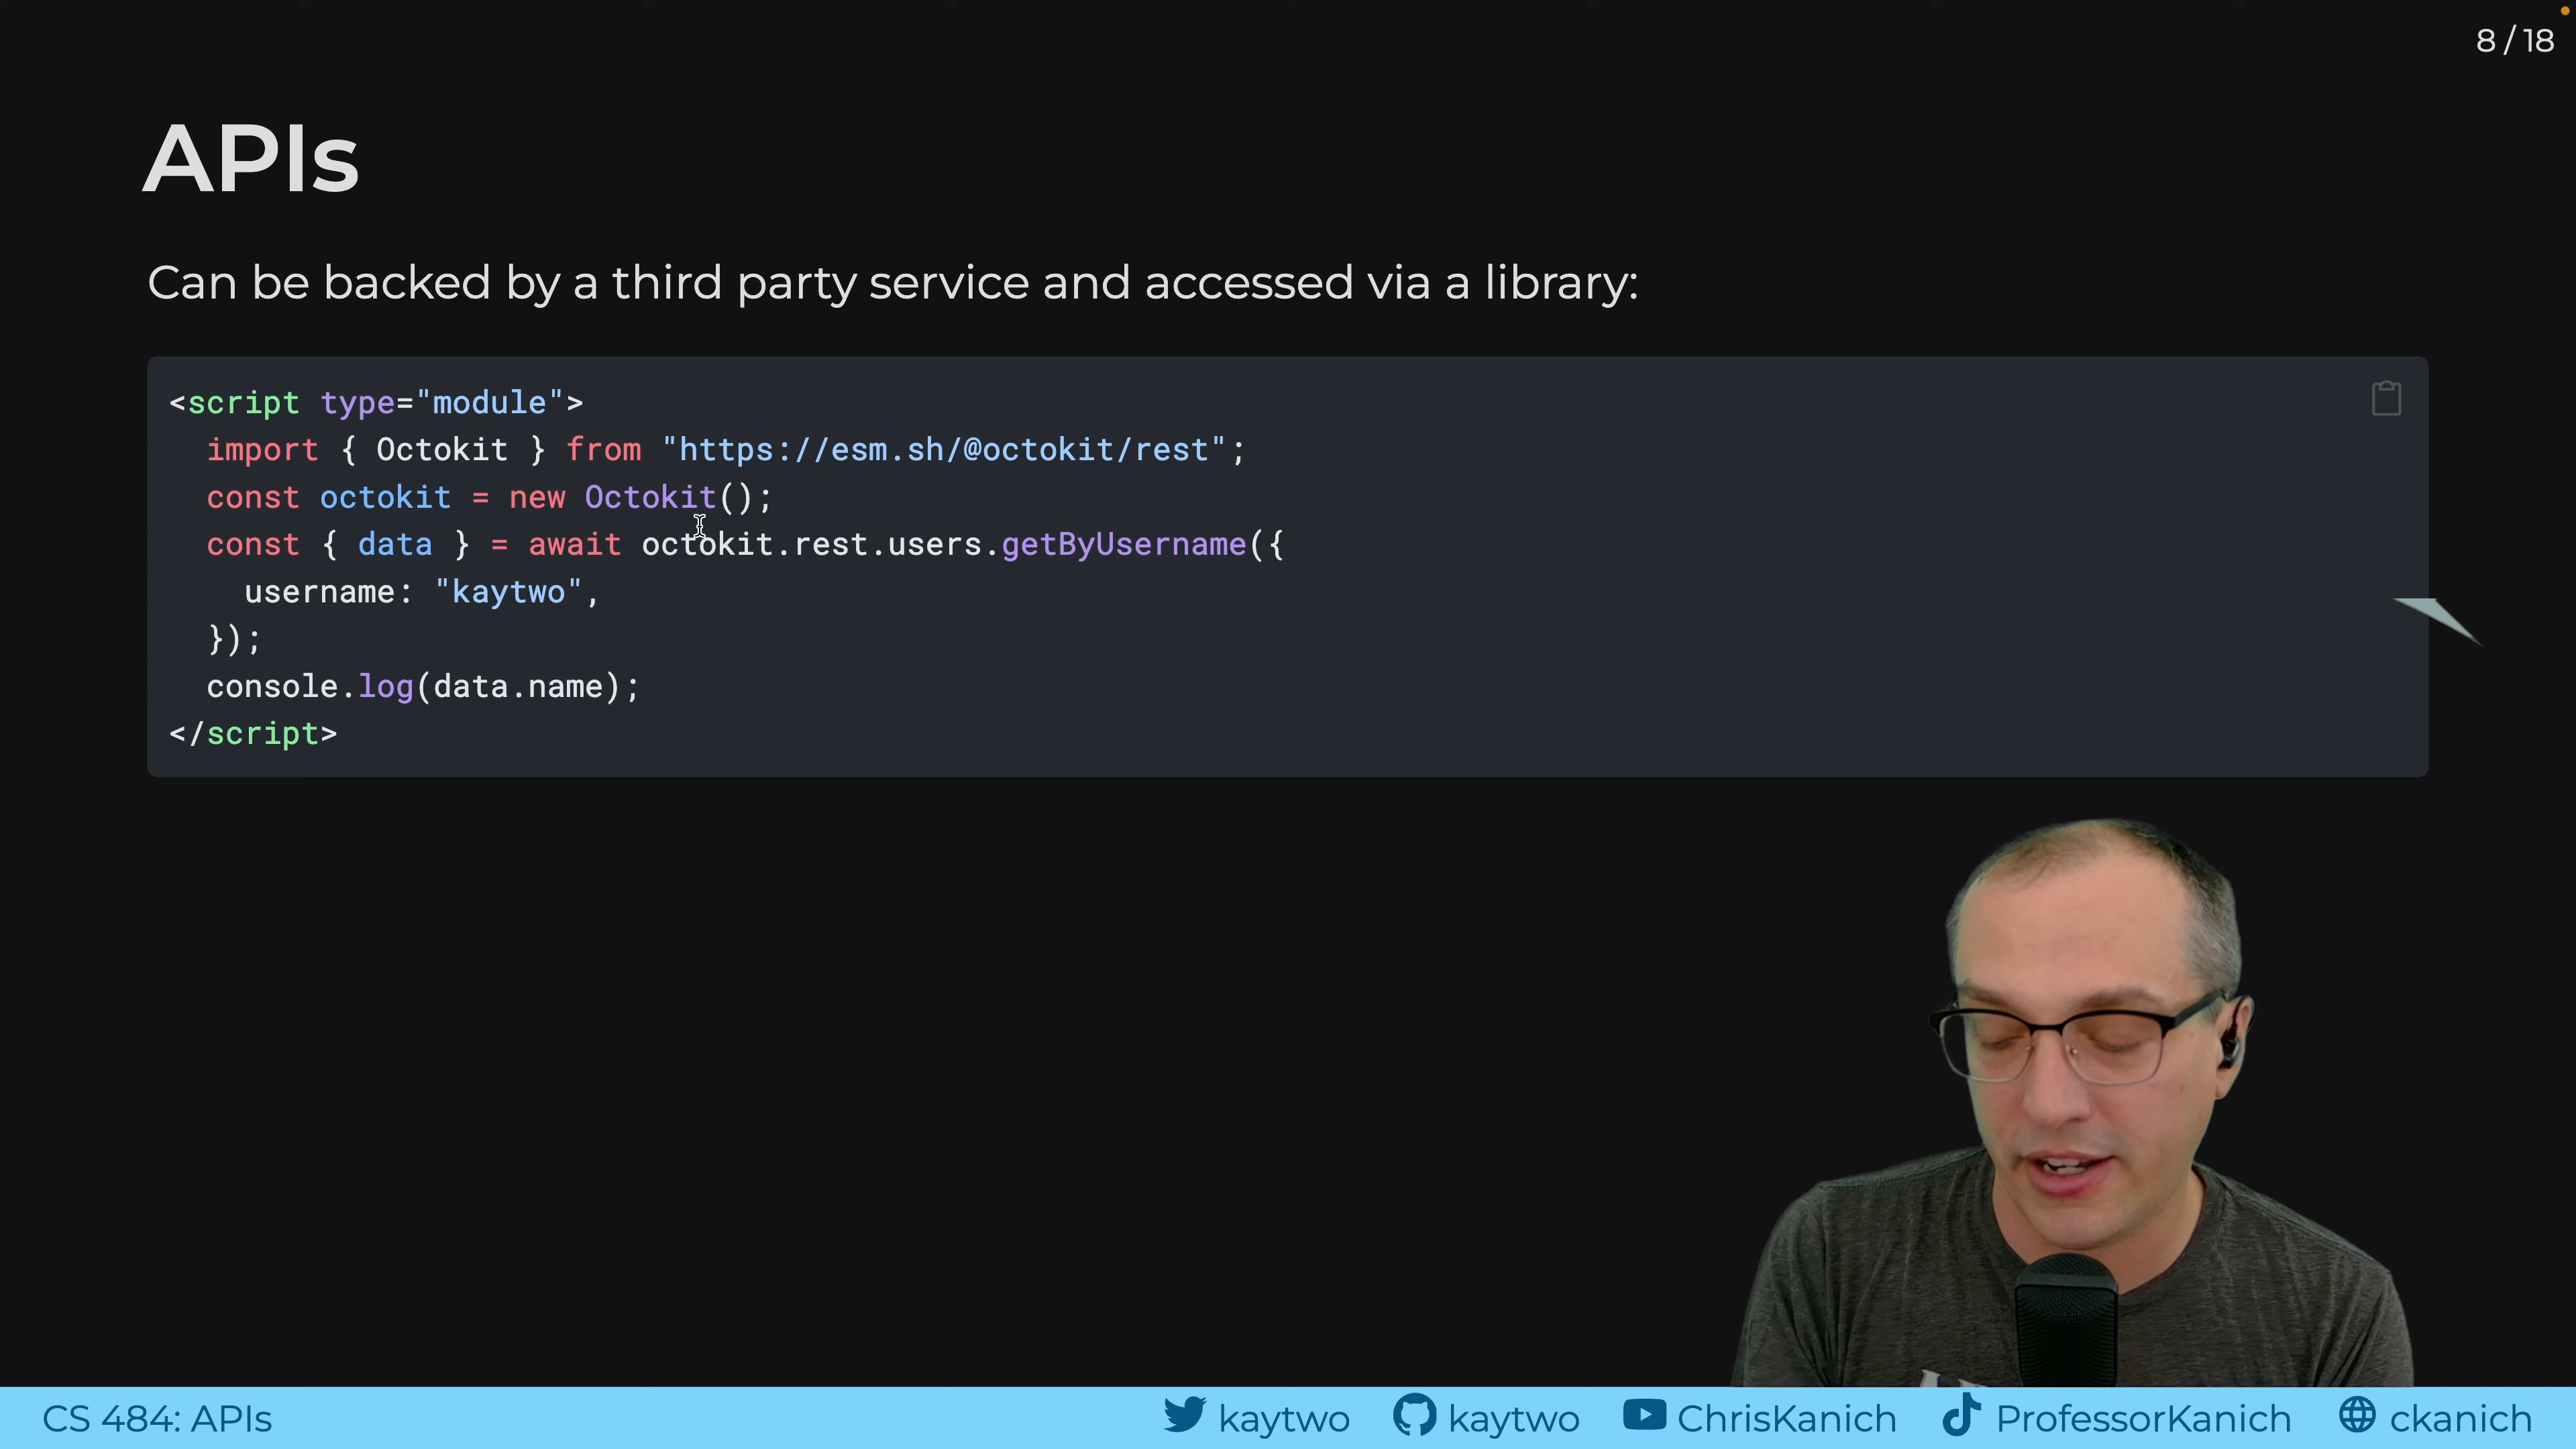 8 / 18
APIs
Can be backed by a third party service and accessed via a library:
<script type="module">
  import { Octokit } from "https://esm.sh/@octokit/rest";
  const octokit = new Octokit();
  const { data } = await octokit.rest.users.getByUsername({
    username: "kaytwo",
  });
  console.log(data.name);
</script>
CS 484: APIs kaytwo kaytwo ChrisKanich ProfessorKanich ckanich